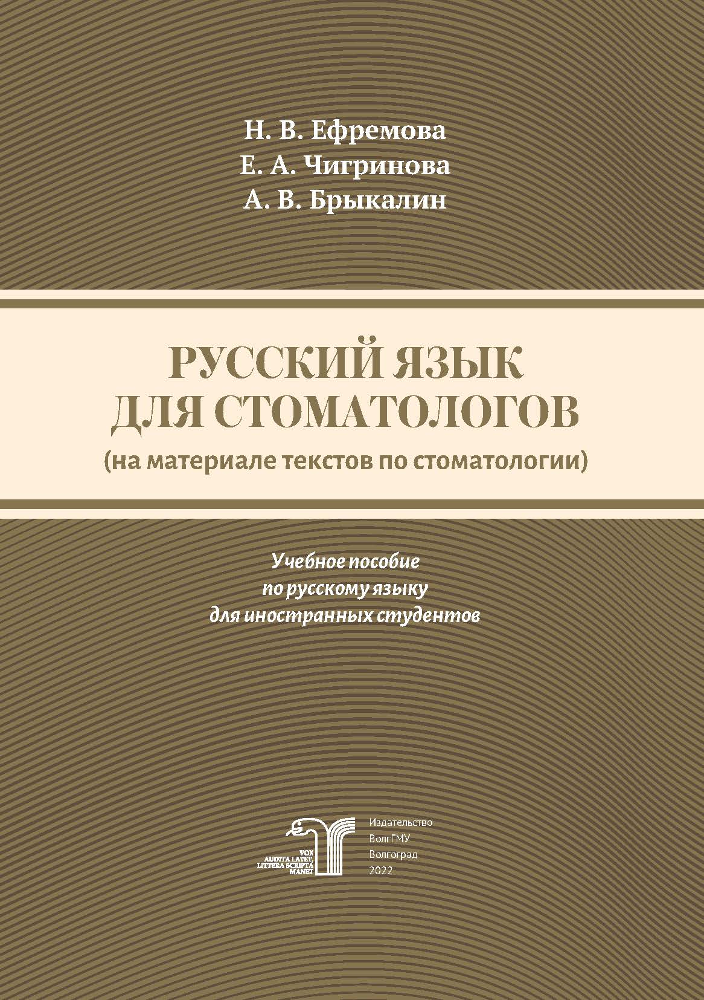 Н. В. Ефремова
Е. А. Чигринова
А. В. Брыкалин
РУССКИЙ ЯЗЫК
ДЛЯ СТОМАТОЛОГОВ
(на материале текстов по стоматологии)
Учебное пособие
по русскому языку
для иностранных студентов
VOX
AUDITA LATET,
LITTERA SCRIPTA
MANET
Издательство
ВолгГМУ
Волгоград
2022